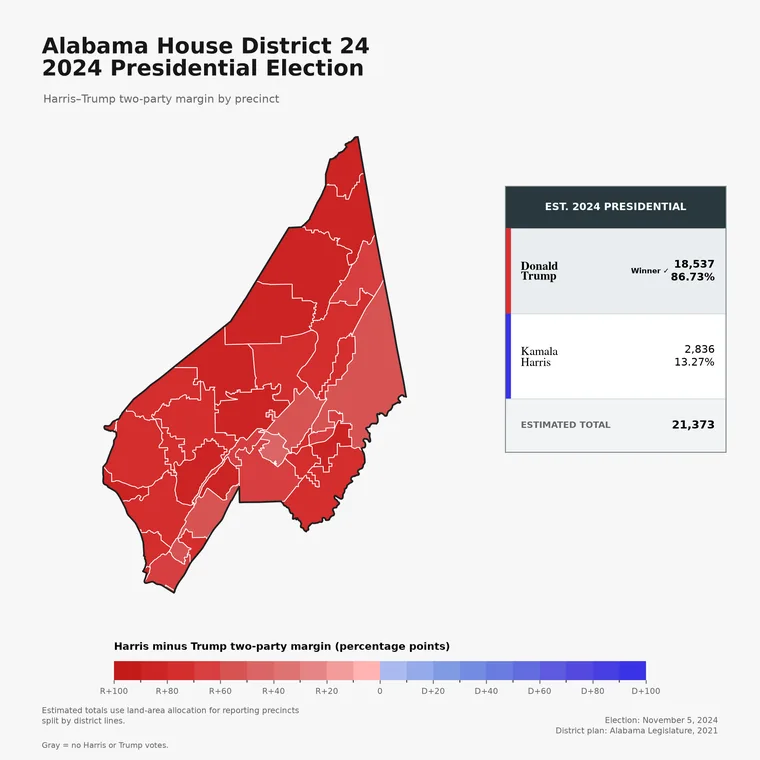 Alabama House District 24
2024 Presidential Election
Harris–Trump two-party margin by precinct
EST. 2024 PRESIDENTIAL
Donald
Trump
Winner ✓
18,537
86.73%
Kamala
Harris
2,836
13.27%
ESTIMATED TOTAL
21,373
Harris minus Trump two-party margin (percentage points)
R+100 R+80 R+60 R+40 R+20 0 D+20 D+40 D+60 D+80 D+100
Estimated totals use land-area allocation for reporting precincts
split by district lines.
Gray = no Harris or Trump votes.
Election: November 5, 2024
District plan: Alabama Legislature, 2021